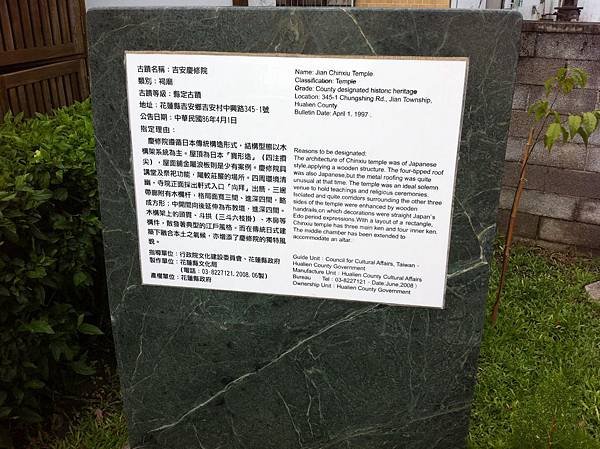 古蹟名稱：吉安慶修院
類別：祠廟
古蹟等級：縣定古蹟
地址：花蓮縣吉安鄉吉安村中興路345-1號
公告日期：中華民國86年4月1日
指定理由：
慶修院遵循日本傳統構造形式，結構型態以木
構架系統為主。屋頂為日本「寶形造」（四注攢
尖），屋面鋪金屬浪板則是少有案例。慶修院具
講堂及祭祀功能，屬較莊嚴的場所。四周環境清
幽。寺院正面採出軒式入口「向拜」出簷，三邊
帶廊附有木欄杆，格局面寬三間、進深四間，略
成方形；中間間向後延伸為布教壇，進深四間。
木構架上的頭貫、斗拱（三斗六枝掛）、木鼻等
構件，散發著典型的江戶風格，而在傳統日式建
築下融合本土之氣候，亦增添了慶修院的獨特風
貌。
指導單位：行政院文化建設委員會、花蓮縣政府
製作單位：花蓮縣文化局
（電話：03-8227121. 2008. 06製）
產權單位：花蓮縣政府
Name: Jian Chinxiu Temple.
Classification: Temple
Grade: County designated historic heritage
Location: 345-1 Chungshing Rd., Jian Township,
Hualien County
Bulletin Date: April 1, 1997 .
Reasons to be designated:
The architecture of Chinxiu temple was of Japanese
style,applying a wooden structure. The four-tipped roof
was also Japanese,but the metal roofing was quite
unusual at that time. The temple was an ideal solemn
venue to hold teachings and religious ceremonies.
Isclated and quite corridors surrounding the other three
sides of the temple were enhanced by wooden
handrails,on which decorations were straight Japan's
Edo period expressions.With a layout of a rectangle,
Chinxiu temple has three main ken and four inner ken.
The middle chamber has been extended to
accommodate an altar.
Guide Unit：Council for Cultural Affairs, Taiwan、
Hualien County Government
Manufacture Unit：Hualien County Cultural Affairs
Bureau （Tel：03-8227121．Date:June,2008）
Ownership Unit：Hualien County Government